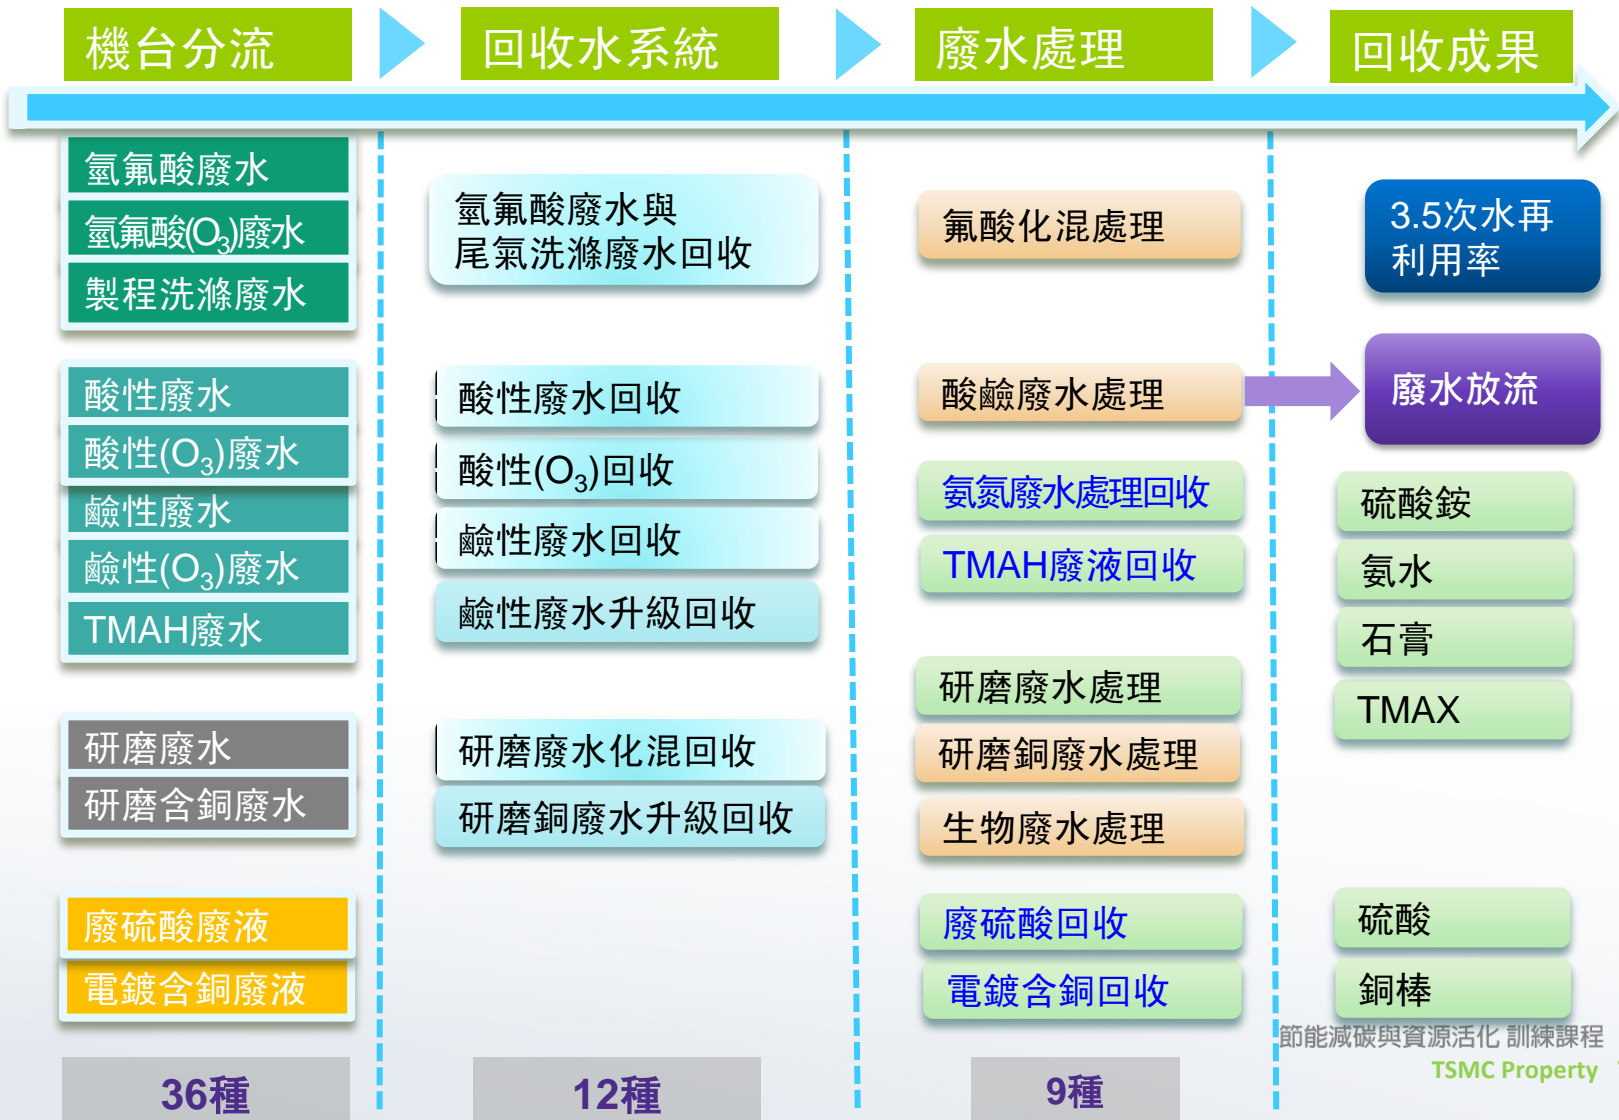 機台分流
回收水系統
廢水處理
回收成果
氫氟酸廢水
氫氟酸(O₃)廢水
製程洗滌廢水
酸性廢水
酸性(O₃)廢水
鹼性廢水
鹼性(O₃)廢水
TMAH廢水
研磨廢水
研磨含銅廢水
廢硫酸廢液
電鍍含銅廢液
36種
氫氟酸廢水與
尾氣洗滌廢水回收
酸性廢水回收
酸性(O₃)回收
鹼性廢水回收
鹼性廢水升級回收
研磨廢水化混回收
研磨銅廢水升級回收
12種
氟酸化混處理
酸鹼廢水處理
氨氮廢水處理回收
TMAH廢液回收
研磨廢水處理
研磨銅廢水處理
生物廢水處理
廢硫酸回收
電鍍含銅回收
9種
3.5次水再
利用率
廢水放流
硫酸銨
氨水
石膏
TMAX
硫酸
銅棒
節能減碳與資源活化 訓練課程
TSMC Property